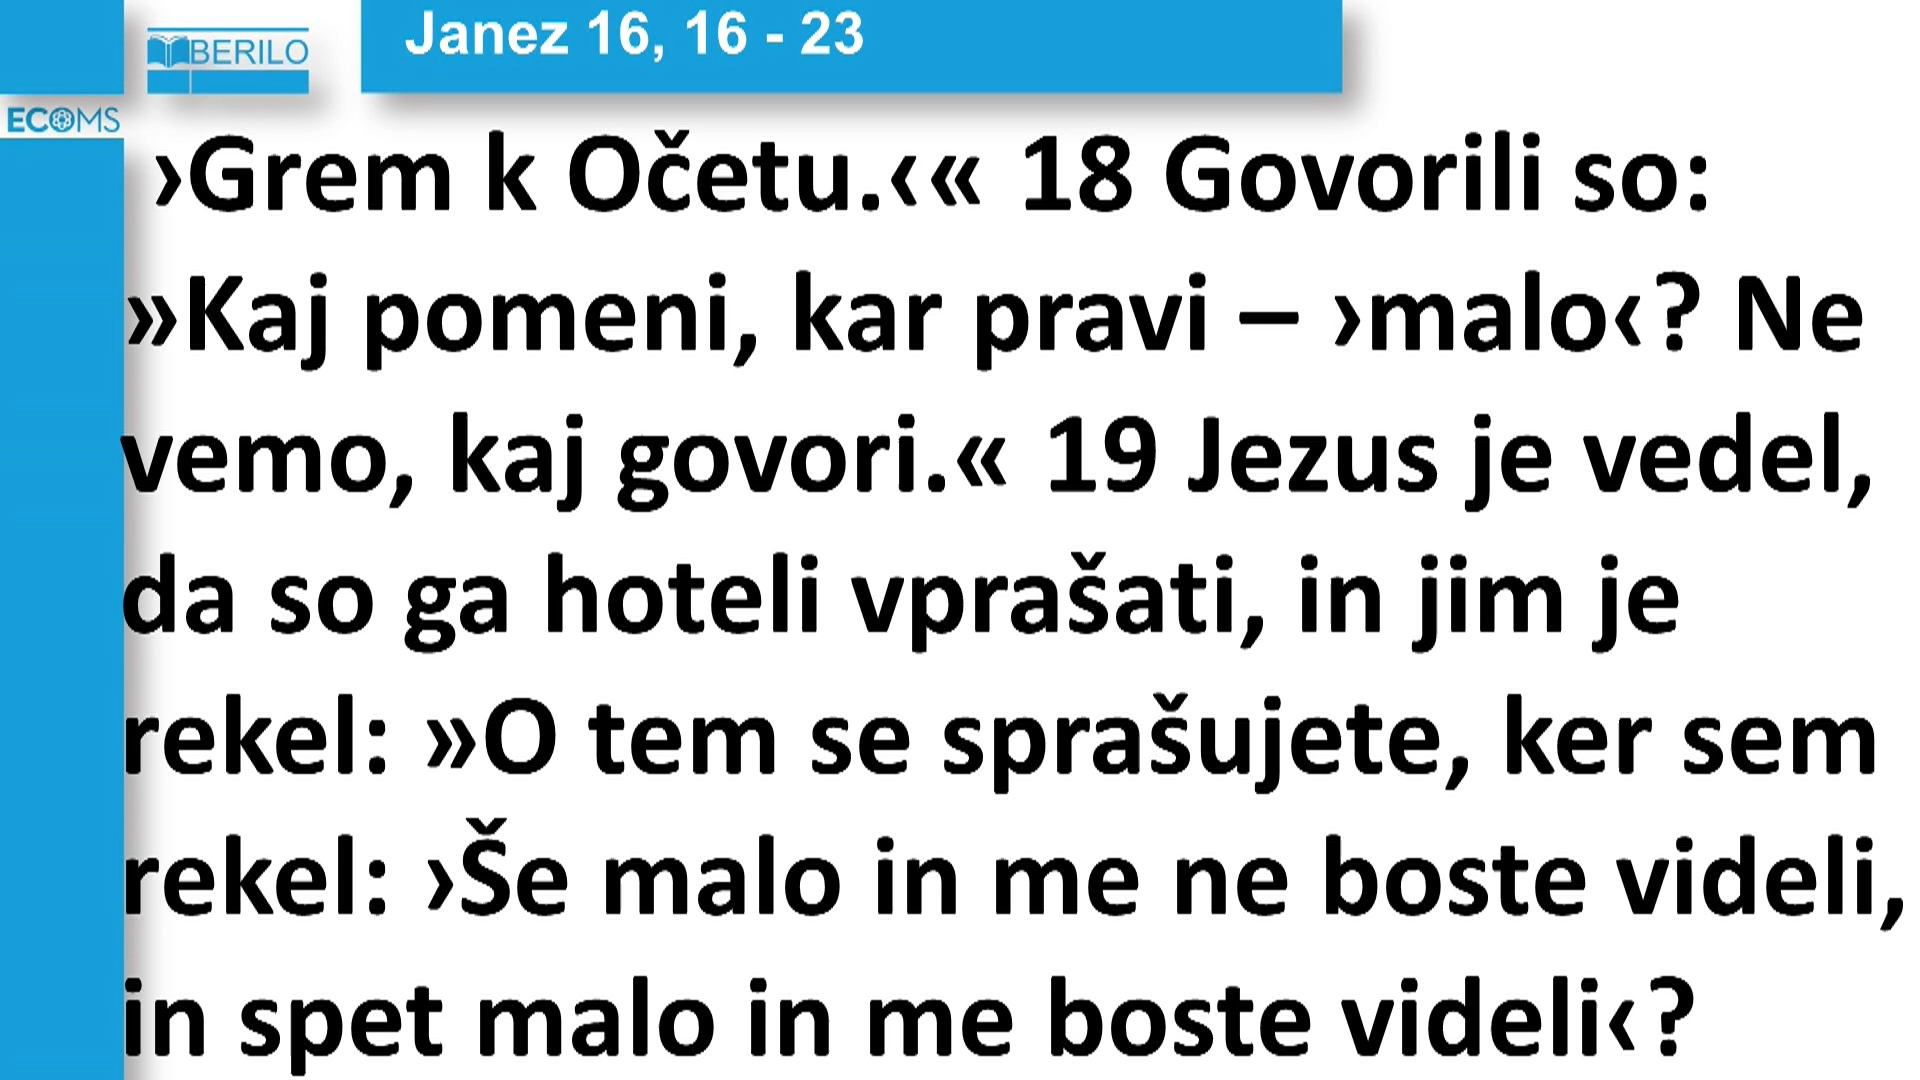 Janez 16, 16 - 23
BERILO
ECOMS
›Grem k Očetu.‹« 18 Govorili so:
»Kaj pomeni, kar pravi – ›malo‹? Ne
vemo, kaj govori.« 19 Jezus je vedel,
da so ga hoteli vprašati, in jim je
rekel: »O tem se sprašujete, ker sem
rekel: ›Še malo in me ne boste videli,
in spet malo in me boste videli‹?